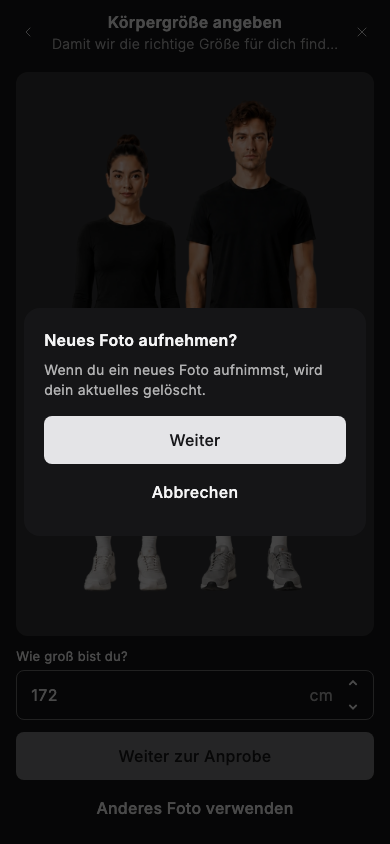 Körpergröße angeben
Damit wir die richtige Größe für dich find...
Neues Foto aufnehmen?
Wenn du ein neues Foto aufnimmst, wird
dein aktuelles gelöscht.
Weiter
Abbrechen
Wie groß bist du?
172 cm
Weiter zur Anprobe
Anderes Foto verwenden